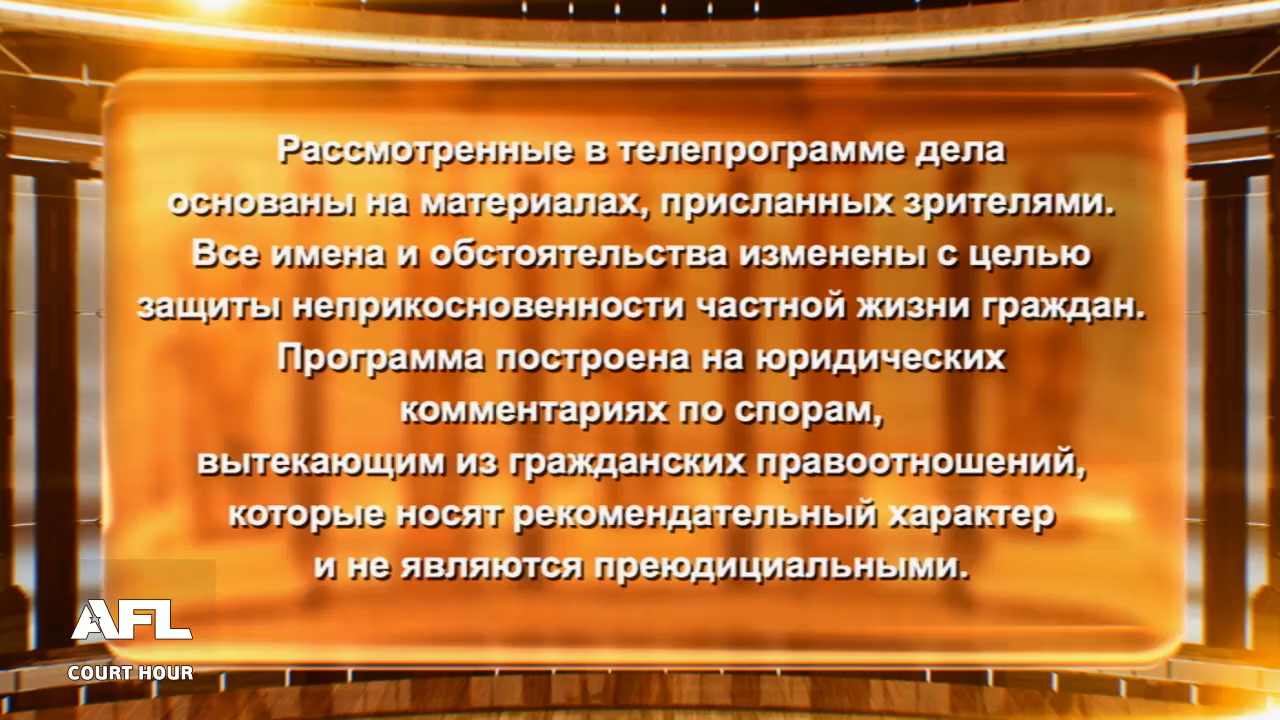 Рассмотренные в телепрограмме дела
основаны на материалах, присланных зрителями.
Все имена и обстоятельства изменены с целью
защиты неприкосновенности частной жизни граждан.
Программа построена на юридических
комментариях по спорам,
вытекающим из гражданских правоотношений,
которые носят рекомендательный характер
и не являются преюдициальными.
AFL
COURT HOUR